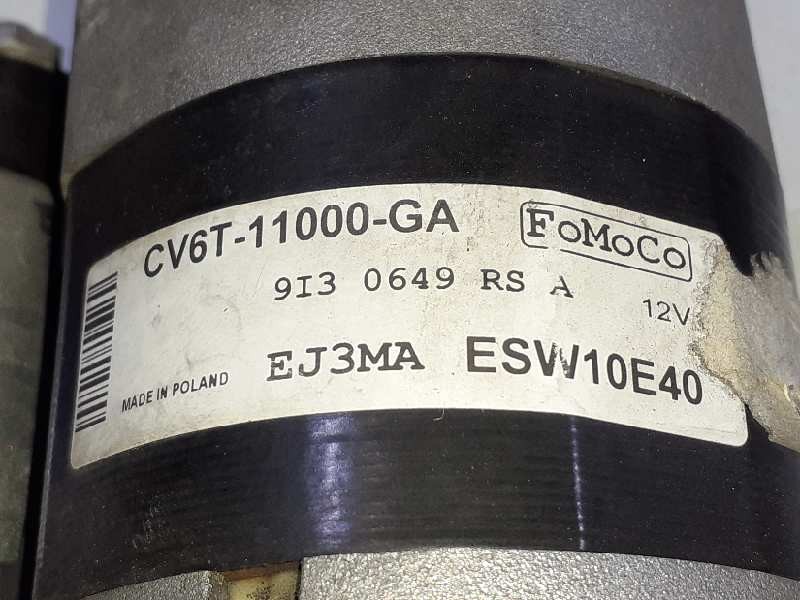 CV6T-11000-GA FoMoCo
9I3 0649 RS A 12V
MADE IN POLAND EJ3MA ESW10E40